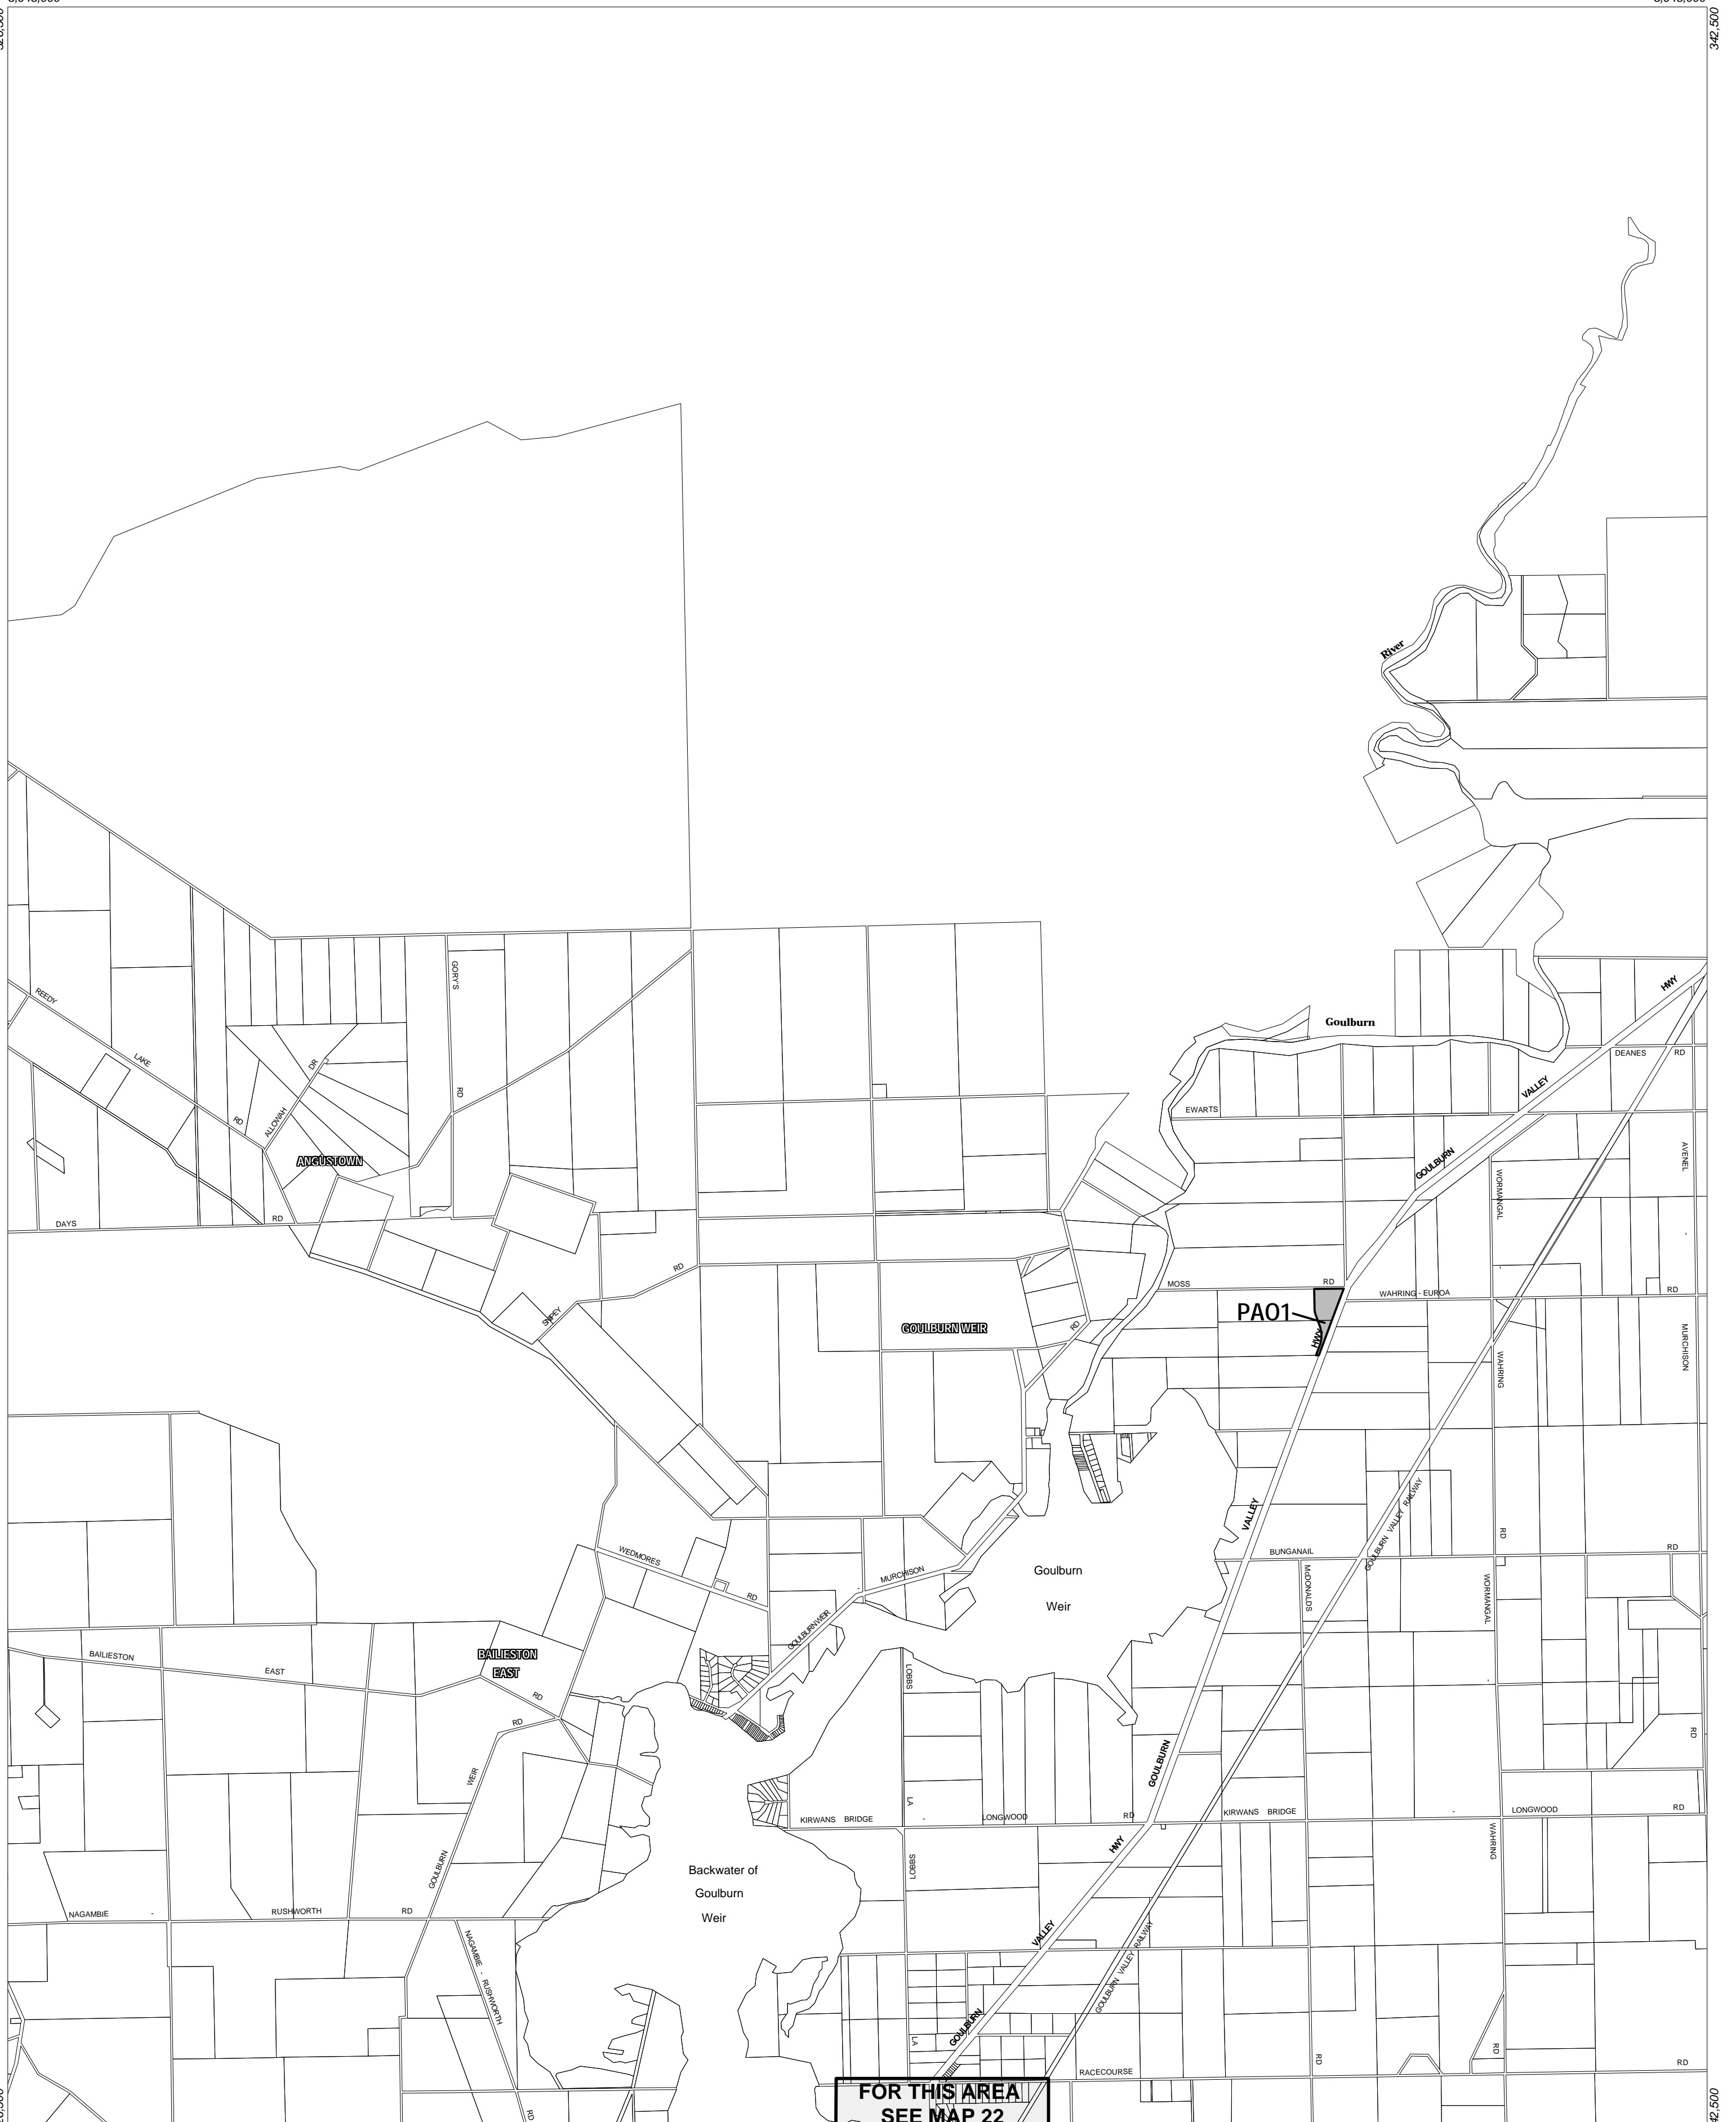 342,500
River
Goulburn
HWY
DEANES RD
VALLEY
EWARTS
GOULBURN
AVENEL
-
MURCHISON
RD
WORMANGAL
-
WAHRING
RD
GORY'S
RD
REEDY
LAKE
RD
ALLOWAH
DR
ANGUSTOWN
DAYS RD
RD
MOSS RD
WAHRING - EUROA RD
PAO1
HWY
GOULBURN WEIR
RD
VALLEY
GOULBURN VALLEY RAILWAY
BUNGANAIL RD
McDONALDS
RD
WORMANGAL
-
WAHRING
RD
WEDMORES
RD
MURCHISON
-
GOULBURN WEIR
Goulburn
Weir
BAILIESTON
EAST
BAILIESTON EAST
RD
RD
WEIR
GOULBURN
LOBBS
LA
GOULBURN
KIRWANS BRIDGE - LONGWOOD RD
KIRWANS BRIDGE - LONGWOOD RD
HWY
LOBBS
LA
Backwater of
Goulburn
Weir
NAGAMBIE - RUSHWORTH RD
NAGAMBIE - RUSHWORTH
RD
VALLEY
GOULBURN VALLEY RAILWAY
GOULBURN
RACECOURSE RD
FOR THIS AREA
SEE MAP 22